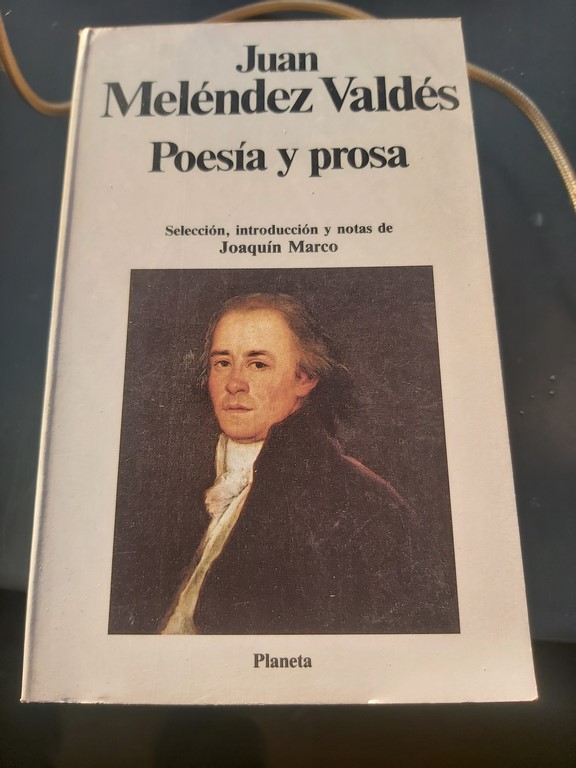 Juan
Meléndez Valdés
Poesía y prosa
Selección, introducción y notas de
Joaquín Marco
Planeta